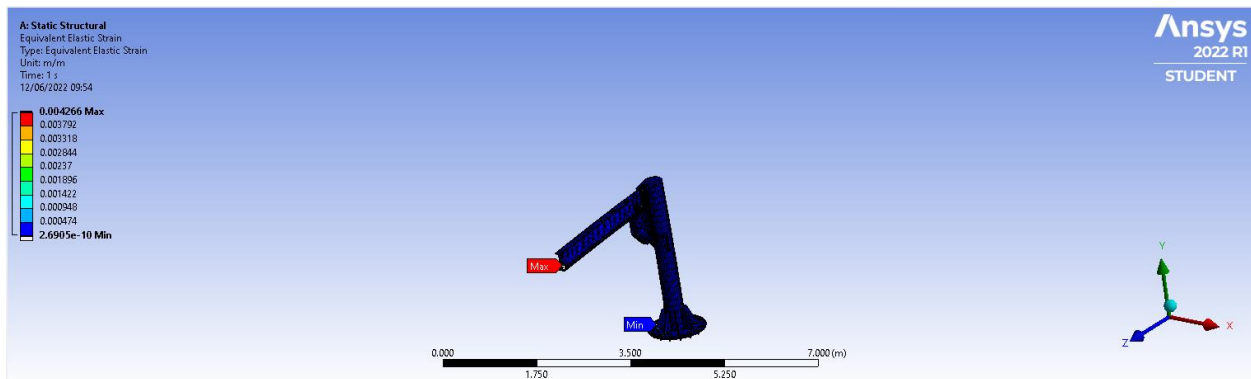 A: Static Structural
Equivalent Elastic Strain
Type: Equivalent Elastic Strain
Unit: m/m
Time: 1 s
12/06/2022 09:54
0.004266 Max
0.003792
0.003318
0.002844
0.00237
0.001896
0.001422
0.000948
0.000474
2.6905e-10 Min
Ansys
2022 R1
STUDENT
Max
Min
0.000
3.500
7.000 (m)
1.750
5.250
Y
X
Z